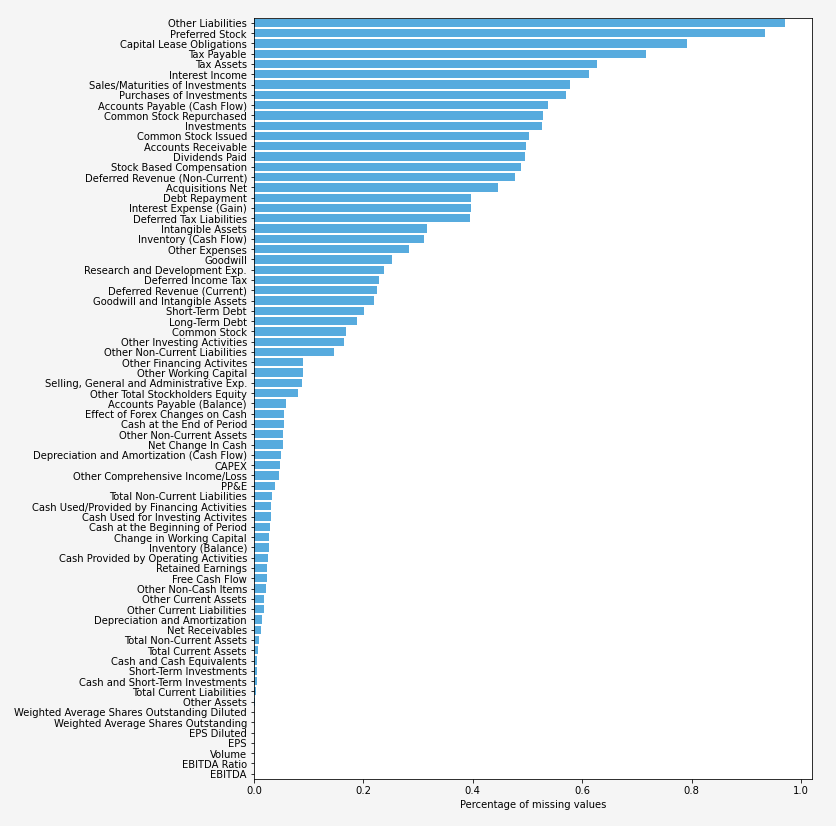 Other Liabilities
Preferred Stock
Capital Lease Obligations
Tax Payable
Tax Assets
Interest Income
Sales/Maturities of Investments
Purchases of Investments
Accounts Payable (Cash Flow)
Common Stock Repurchased
Investments
Common Stock Issued
Accounts Receivable
Dividends Paid
Stock Based Compensation
Deferred Revenue (Non-Current)
Acquisitions Net
Debt Repayment
Interest Expense (Gain)
Deferred Tax Liabilities
Intangible Assets
Inventory (Cash Flow)
Other Expenses
Goodwill
Research and Development Exp.
Deferred Income Tax
Deferred Revenue (Current)
Goodwill and Intangible Assets
Short-Term Debt
Long-Term Debt
Common Stock
Other Investing Activities
Other Non-Current Liabilities
Other Financing Activites
Other Working Capital
Selling, General and Administrative Exp.
Other Total Stockholders Equity
Accounts Payable (Balance)
Effect of Forex Changes on Cash
Cash at the End of Period
Other Non-Current Assets
Net Change In Cash
Depreciation and Amortization (Cash Flow)
CAPEX
Other Comprehensive Income/Loss
PP&E
Total Non-Current Liabilities
Cash Used/Provided by Financing Activities
Cash Used for Investing Activites
Cash at the Beginning of Period
Change in Working Capital
Inventory (Balance)
Cash Provided by Operating Activities
Retained Earnings
Free Cash Flow
Other Non-Cash Items
Other Current Assets
Other Current Liabilities
Depreciation and Amortization
Net Receivables
Total Non-Current Assets
Total Current Assets
Cash and Cash Equivalents
Short-Term Investments
Cash and Short-Term Investments
Total Current Liabilities
Other Assets
Weighted Average Shares Outstanding Diluted
Weighted Average Shares Outstanding
EPS Diluted
EPS
Volume
EBITDA Ratio
EBITDA
0.0 0.2 0.4 0.6 0.8 1.0
Percentage of missing values